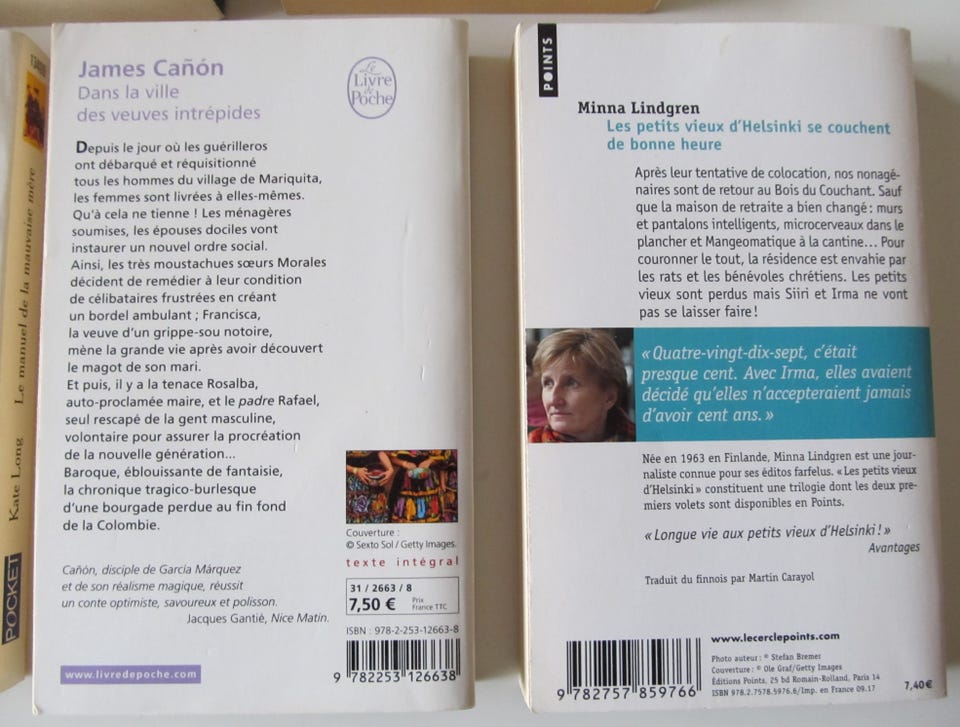 Kate Long Le manuel de la mauvaise mère
POCKET
James Cañón
Dans la ville
des veuves intrépides
Le
Livre
de
Poche
Depuis le jour où les guérilleros
ont débarqué et réquisitionné
tous les hommes du village de Mariquita,
les femmes sont livrées à elles-mêmes.
Qu'à cela ne tienne ! Les ménagères
soumises, les épouses dociles vont
instaurer un nouvel ordre social.
Ainsi, les très moustachues sœurs Morales
décident de remédier à leur condition
de célibataires frustrées en créant
un bordel ambulant ; Francisca,
la veuve d'un grippe-sou notoire,
mène la grande vie après avoir découvert
le magot de son mari.
Et puis, il y a la tenace Rosalba,
auto-proclamée maire, et le padre Rafael,
seul rescapé de la gent masculine,
volontaire pour assurer la procréation
de la nouvelle génération...
Baroque, éblouissante de fantaisie,
la chronique tragico-burlesque
d'une bourgade perdue au fin fond
de la Colombie.
Cañón, disciple de García Márquez
et de son réalisme magique, réussit
un conte optimiste, savoureux et polisson.
Jacques Gantié, Nice Matin.
www.livredepoche.com
Couverture :
© Sexto Sol / Getty Images.
texte intégral
31 / 2663 / 8
7,50 € Prix
France TTC
ISBN : 978-2-253-12663-8
9 782253 126638
POINTS
Minna Lindgren
Les petits vieux d'Helsinki se couchent
de bonne heure
Après leur tentative de colocation, nos nonagé-
naires sont de retour au Bois du Couchant. Sauf
que la maison de retraite a bien changé : murs
et pantalons intelligents, microcerveaux dans le
plancher et Mangeomatique à la cantine... Pour
couronner le tout, la résidence est envahie par
les rats et les bénévoles chrétiens. Les petits
vieux sont perdus mais Siiri et Irma ne vont
pas se laisser faire !
« Quatre-vingt-dix-sept, c'était
presque cent. Avec Irma, elles avaient
décidé qu'elles n'accepteraient jamais
d'avoir cent ans. »
Née en 1963 en Finlande, Minna Lindgren est une jour-
naliste connue pour ses éditos farfelus. « Les petits vieux
d'Helsinki » constituent une trilogie dont les deux pre-
miers volets sont disponibles en Points.
« Longue vie aux petits vieux d'Helsinki ! »
Avantages
Traduit du finnois par Martin Carayol
www.lecerclepoints.com
Photo auteur : © Stefan Bremer
Couverture : © Ole Graf/Getty Images
Éditions Points, 25 bd Romain-Rolland, Paris 14
ISBN 978.2.7578.5976.6/Imp. en France 09.17
7,40€
9 782757 859766